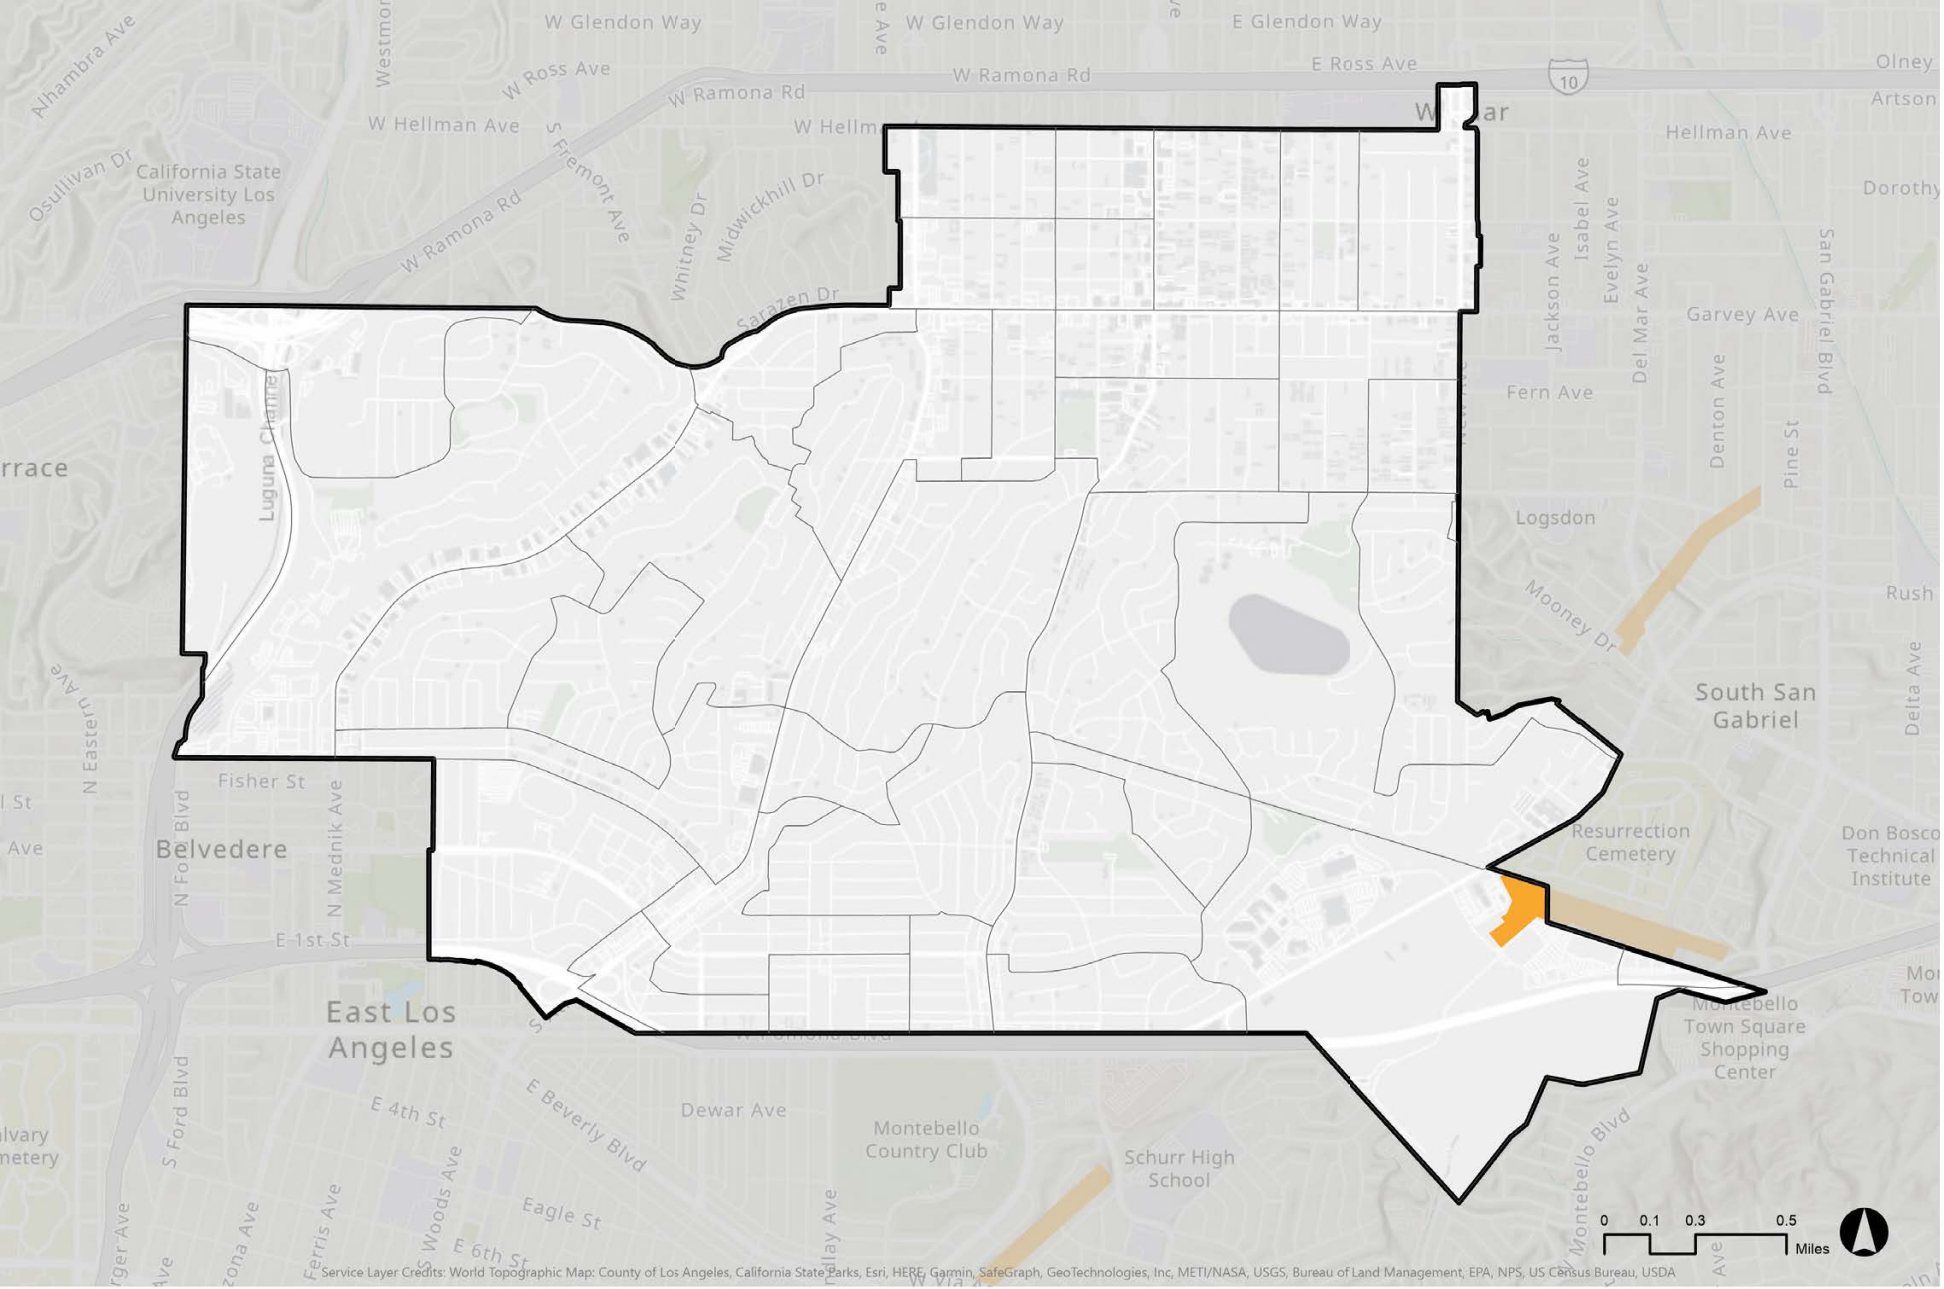 W Glendon Way
W Glendon Way
E Glendon Way
Alhambra Ave
W Ross Ave
W Ramona Rd
E Ross Ave
Olney
10
W Ramona Rd
Artson
W Hellman Ave
Hellman Ave
S Fremont Ave
California State
University Los
Angeles
Osullivan Dr
Midwickhill Dr
Whitney Dr
W Ramona Rd
Isabel Ave
Evelyn Ave
Jackson Ave
Del Mar Ave
San Gabriel Blvd
Sarazen Dr
Garvey Ave
Fern Ave
Denton Ave
Pine St
rrace
Logsdon
Mooney Dr
Rush
N Eastern Ave
South San
Gabriel
Delta Ave
Fisher St
l St
N Mednik Ave
N Ford Blvd
Belvedere
Ave
Resurrection
Cemetery
Don Bosco
Technical
Institute
E 1st St
East Los
Angeles
Montebello
Town Square
Shopping
Center
S Ford Blvd
E 4th St
E Beverly Blvd
Dewar Ave
Montebello
Country Club
Schurr High
School
W Montebello Blvd
S Woods Ave
Ferris Ave
Eagle St
E 6th St
0 0.1 0.3 0.5
Miles
Service Layer Credits: World Topographic Map: County of Los Angeles, California State Parks, Esri, HERE, Garmin, SafeGraph, GeoTechnologies, Inc, METI/NASA, USGS, Bureau of Land Management, EPA, NPS, US Census Bureau, USDA